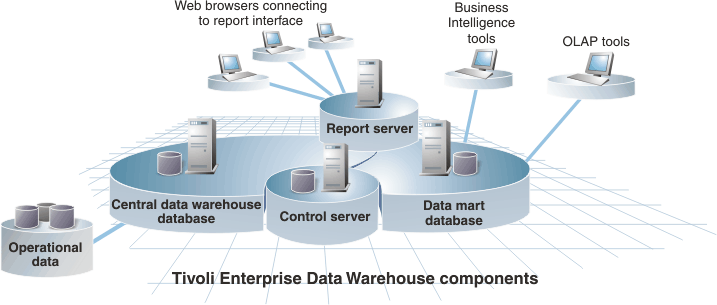 Web browsers connecting
to report interface
Business
Intelligence
tools
OLAP tools
Report server
Central data warehouse
database
Control server
Data mart
database
Operational
data
Tivoli Enterprise Data Warehouse components